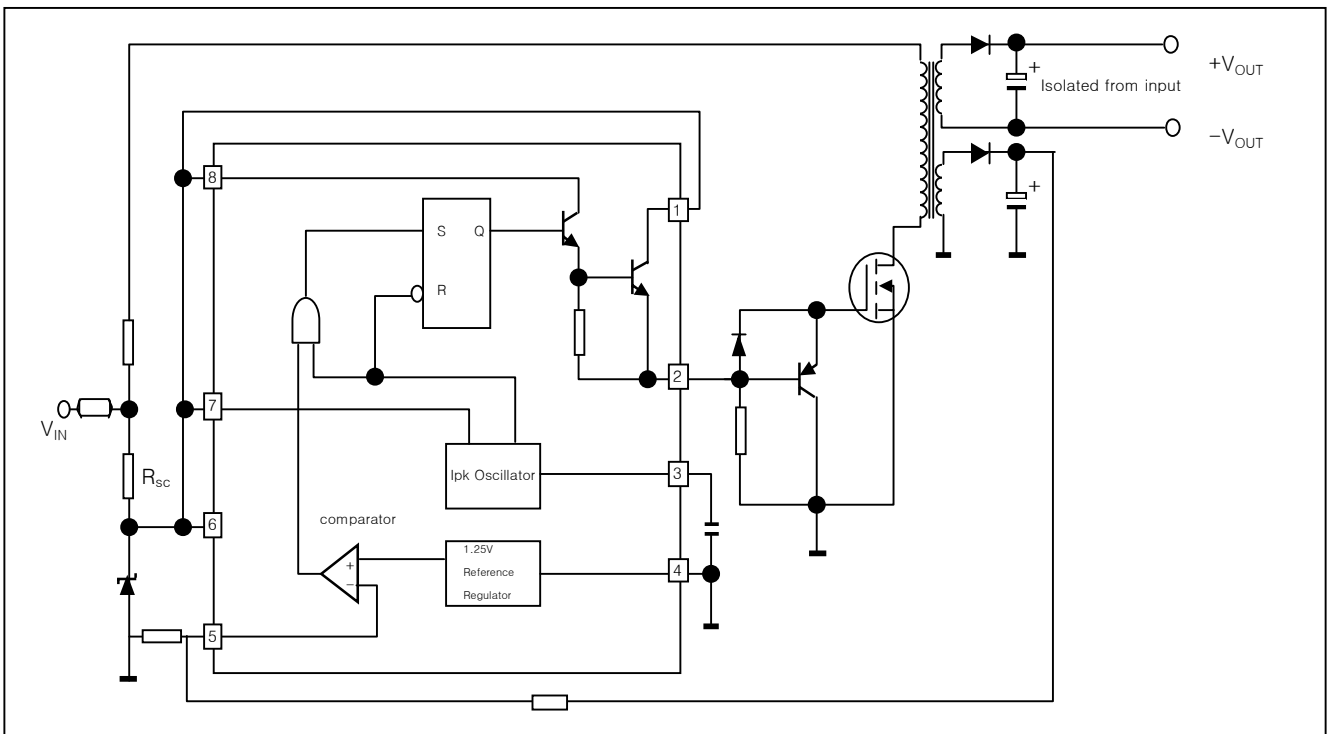 +VOUT
Isolated from input
+
−VOUT
+
8
1
S Q
R
2
7
VIN
Ipk Oscillator
3
Rsc
6
comparator
1.25V
Reference
Regulator
+
−
4
5